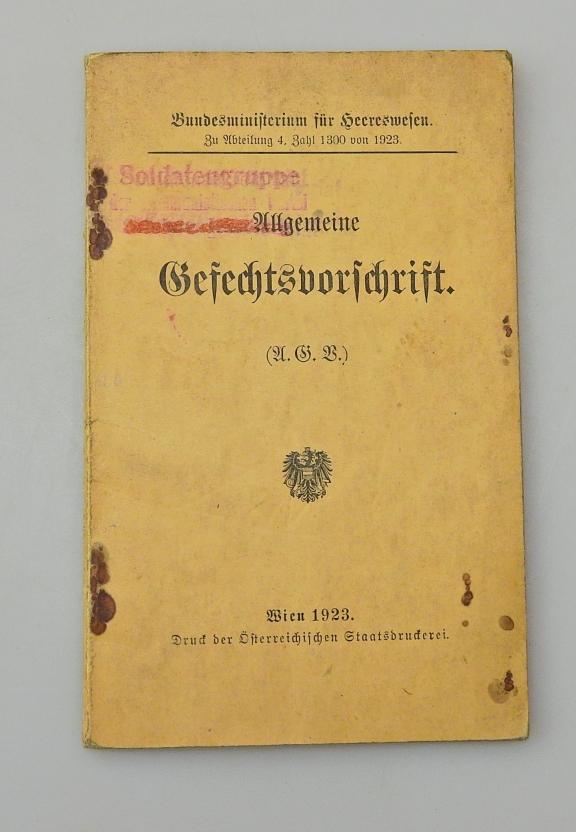 Bundesministerium für Heereswesen.
Zu Abteilung 4, Zahl 1300 von 1923.
Soldatengruppe
Allgemeine
Gefechtsvorschrift.
(A. G. V.)
Wien 1923.
Druck der Österreichischen Staatsdruckerei.